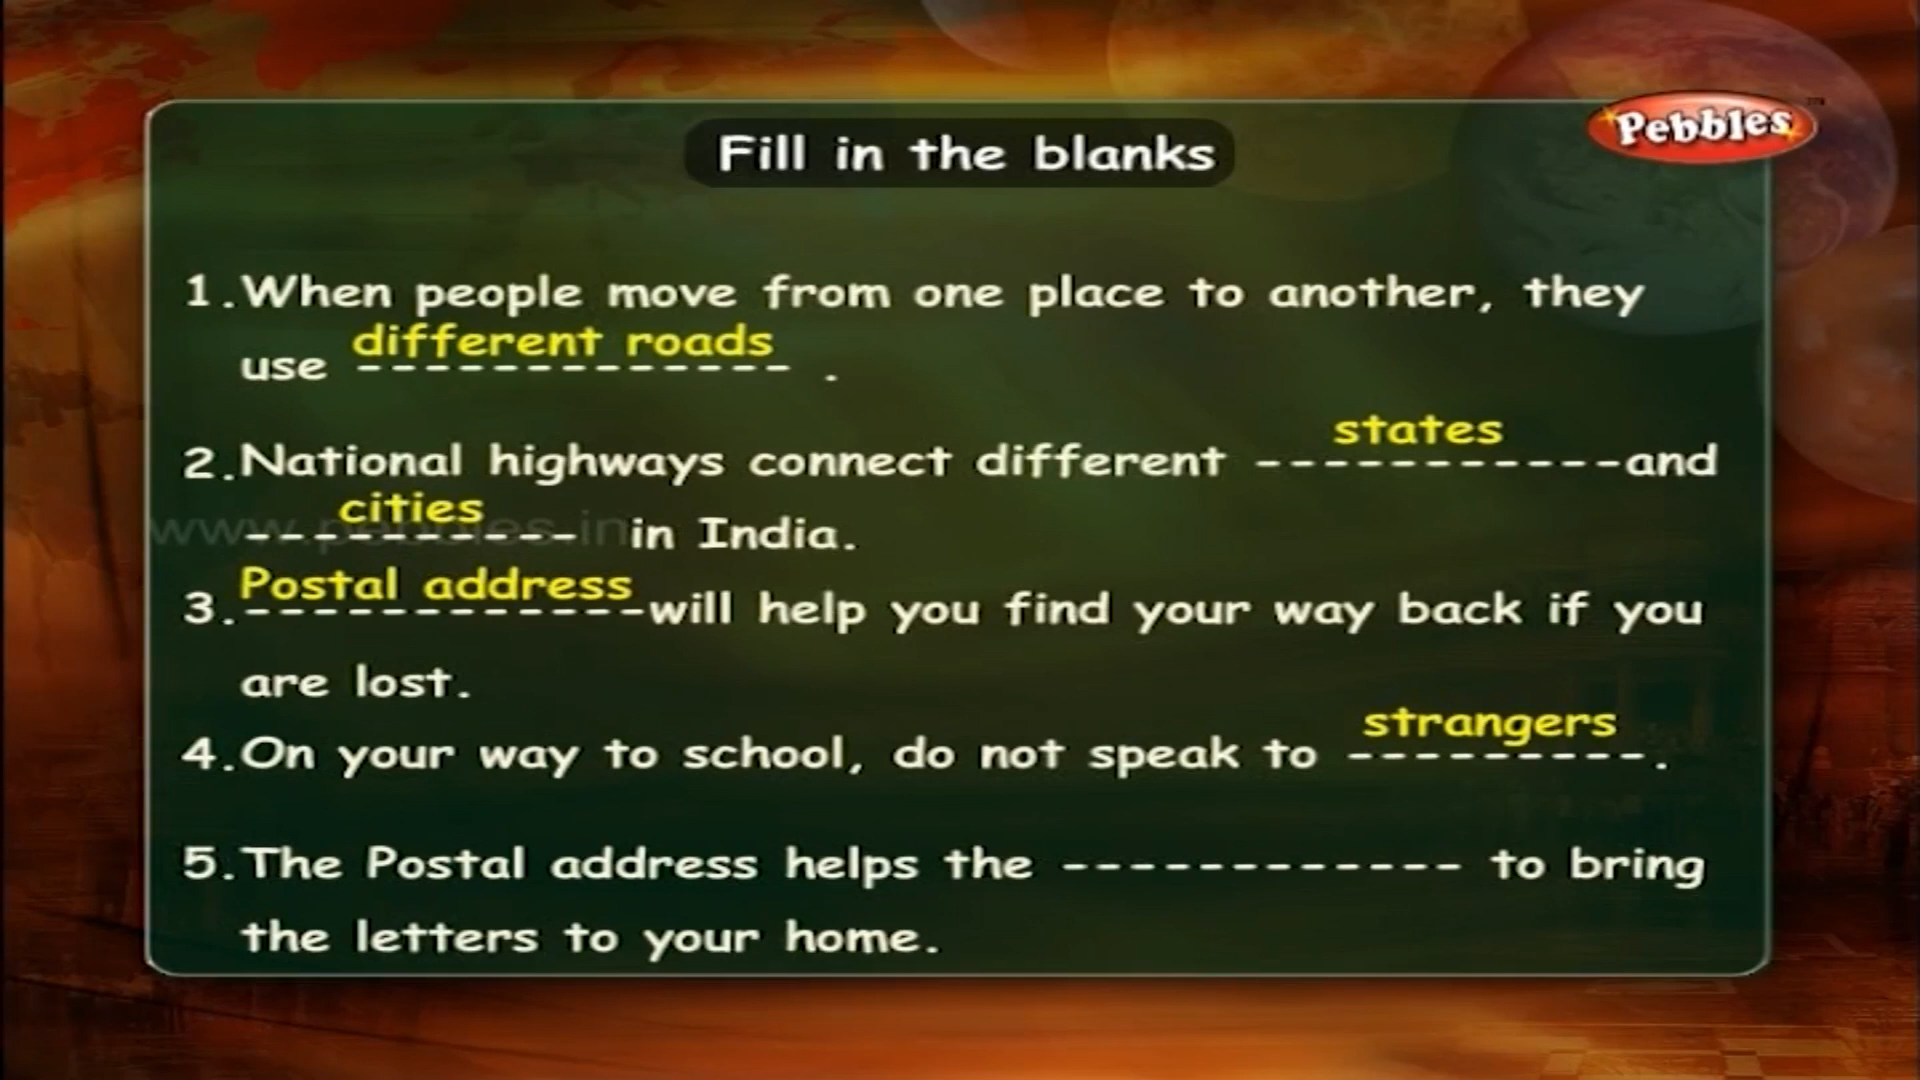 Pebbles
Fill in the blanks
1. When people move from one place to another, they
use different roads -------------- .
2. National highways connect different states ----------- and
cities ---------- in India.
3. Postal address ------------ will help you find your way back if you
are lost.
4. On your way to school, do not speak to strangers --------- .
5. The Postal address helps the ------------ to bring
the letters to your home.
www.pebbles.in